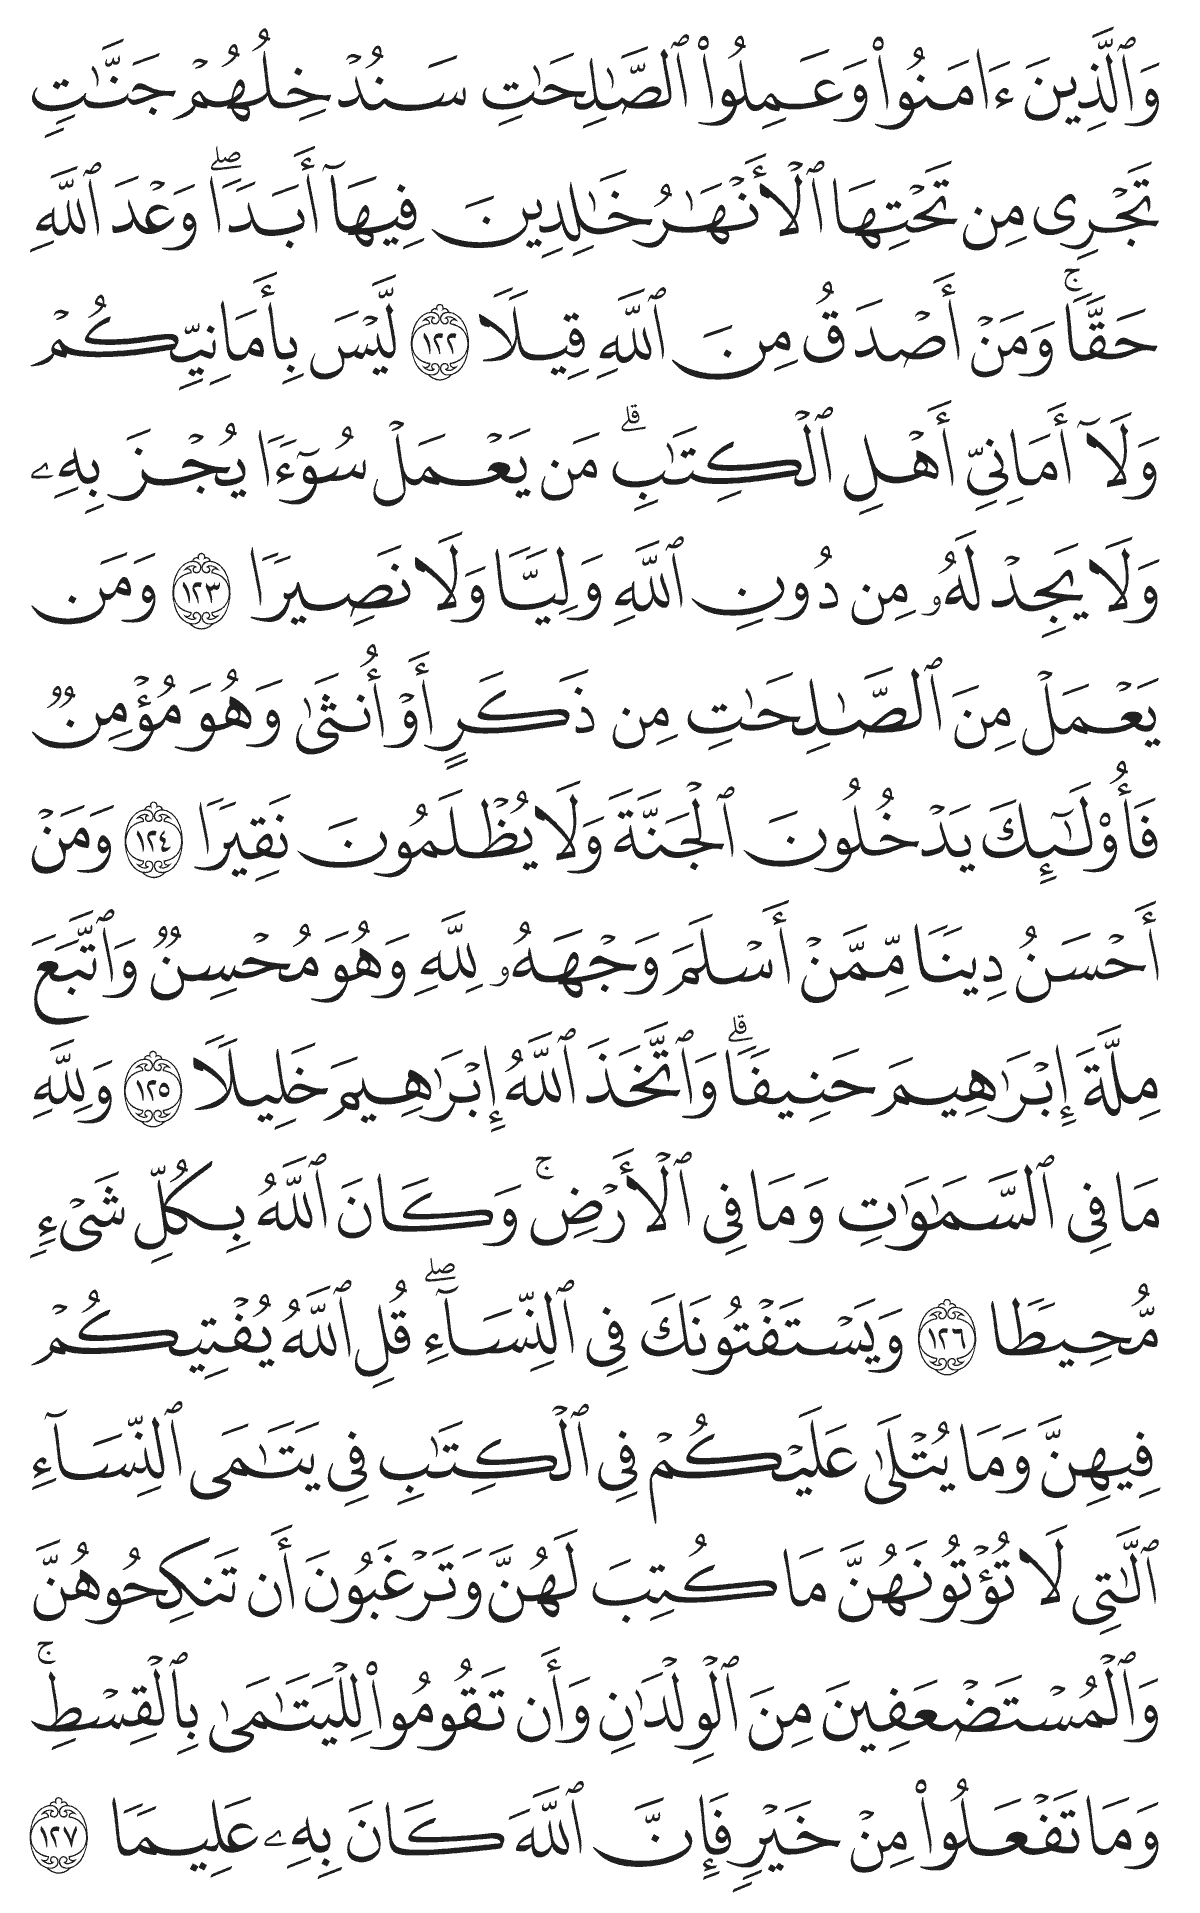 وَٱلَّذِينَ ءَامَنُوا۟ وَعَمِلُوا۟ ٱلصَّٰلِحَٰتِ سَنُدْخِلُهُمْ جَنَّٰتٍ
تَجْرِى مِن تَحْتِهَا ٱلْأَنْهَٰرُ خَٰلِدِينَ فِيهَآ أَبَدًا ۖ وَعْدَ ٱللَّهِ
حَقًّا ۚ وَمَنْ أَصْدَقُ مِنَ ٱللَّهِ قِيلًا ١٢٢ لَّيْسَ بِأَمَانِيِّكُمْ
وَلَآ أَمَانِىِّ أَهْلِ ٱلْكِتَٰبِ ۗ مَن يَعْمَلْ سُوٓءًا يُجْزَ بِهِۦ
وَلَا يَجِدْ لَهُۥ مِن دُونِ ٱللَّهِ وَلِيًّا وَلَا نَصِيرًا ١٢٣ وَمَن
يَعْمَلْ مِنَ ٱلصَّٰلِحَٰتِ مِن ذَكَرٍ أَوْ أُنثَىٰ وَهُوَ مُؤْمِنٌ
فَأُو۟لَٰٓئِكَ يَدْخُلُونَ ٱلْجَنَّةَ وَلَا يُظْلَمُونَ نَقِيرًا ١٢٤ وَمَنْ
أَحْسَنُ دِينًا مِّمَّنْ أَسْلَمَ وَجْهَهُۥ لِلَّهِ وَهُوَ مُحْسِنٌ وَٱتَّبَعَ
مِلَّةَ إِبْرَٰهِيمَ حَنِيفًا ۗ وَٱتَّخَذَ ٱللَّهُ إِبْرَٰهِيمَ خَلِيلًا ١٢٥ وَلِلَّهِ
مَا فِى ٱلسَّمَٰوَٰتِ وَمَا فِى ٱلْأَرْضِ ۚ وَكَانَ ٱللَّهُ بِكُلِّ شَىْءٍ
مُّحِيطًا ١٢٦ وَيَسْتَفْتُونَكَ فِى ٱلنِّسَآءِ ۖ قُلِ ٱللَّهُ يُفْتِيكُمْ
فِيهِنَّ وَمَا يُتْلَىٰ عَلَيْكُمْ فِى ٱلْكِتَٰبِ فِى يَتَٰمَى ٱلنِّسَآءِ
ٱلَّٰتِى لَا تُؤْتُونَهُنَّ مَا كُتِبَ لَهُنَّ وَتَرْغَبُونَ أَن تَنكِحُوهُنَّ
وَٱلْمُسْتَضْعَفِينَ مِنَ ٱلْوِلْدَٰنِ وَأَن تَقُومُوا۟ لِلْيَتَٰمَىٰ بِٱلْقِسْطِ ۚ
وَمَا تَفْعَلُوا۟ مِنْ خَيْرٍ فَإِنَّ ٱللَّهَ كَانَ بِهِۦ عَلِيمًا ١٢٧